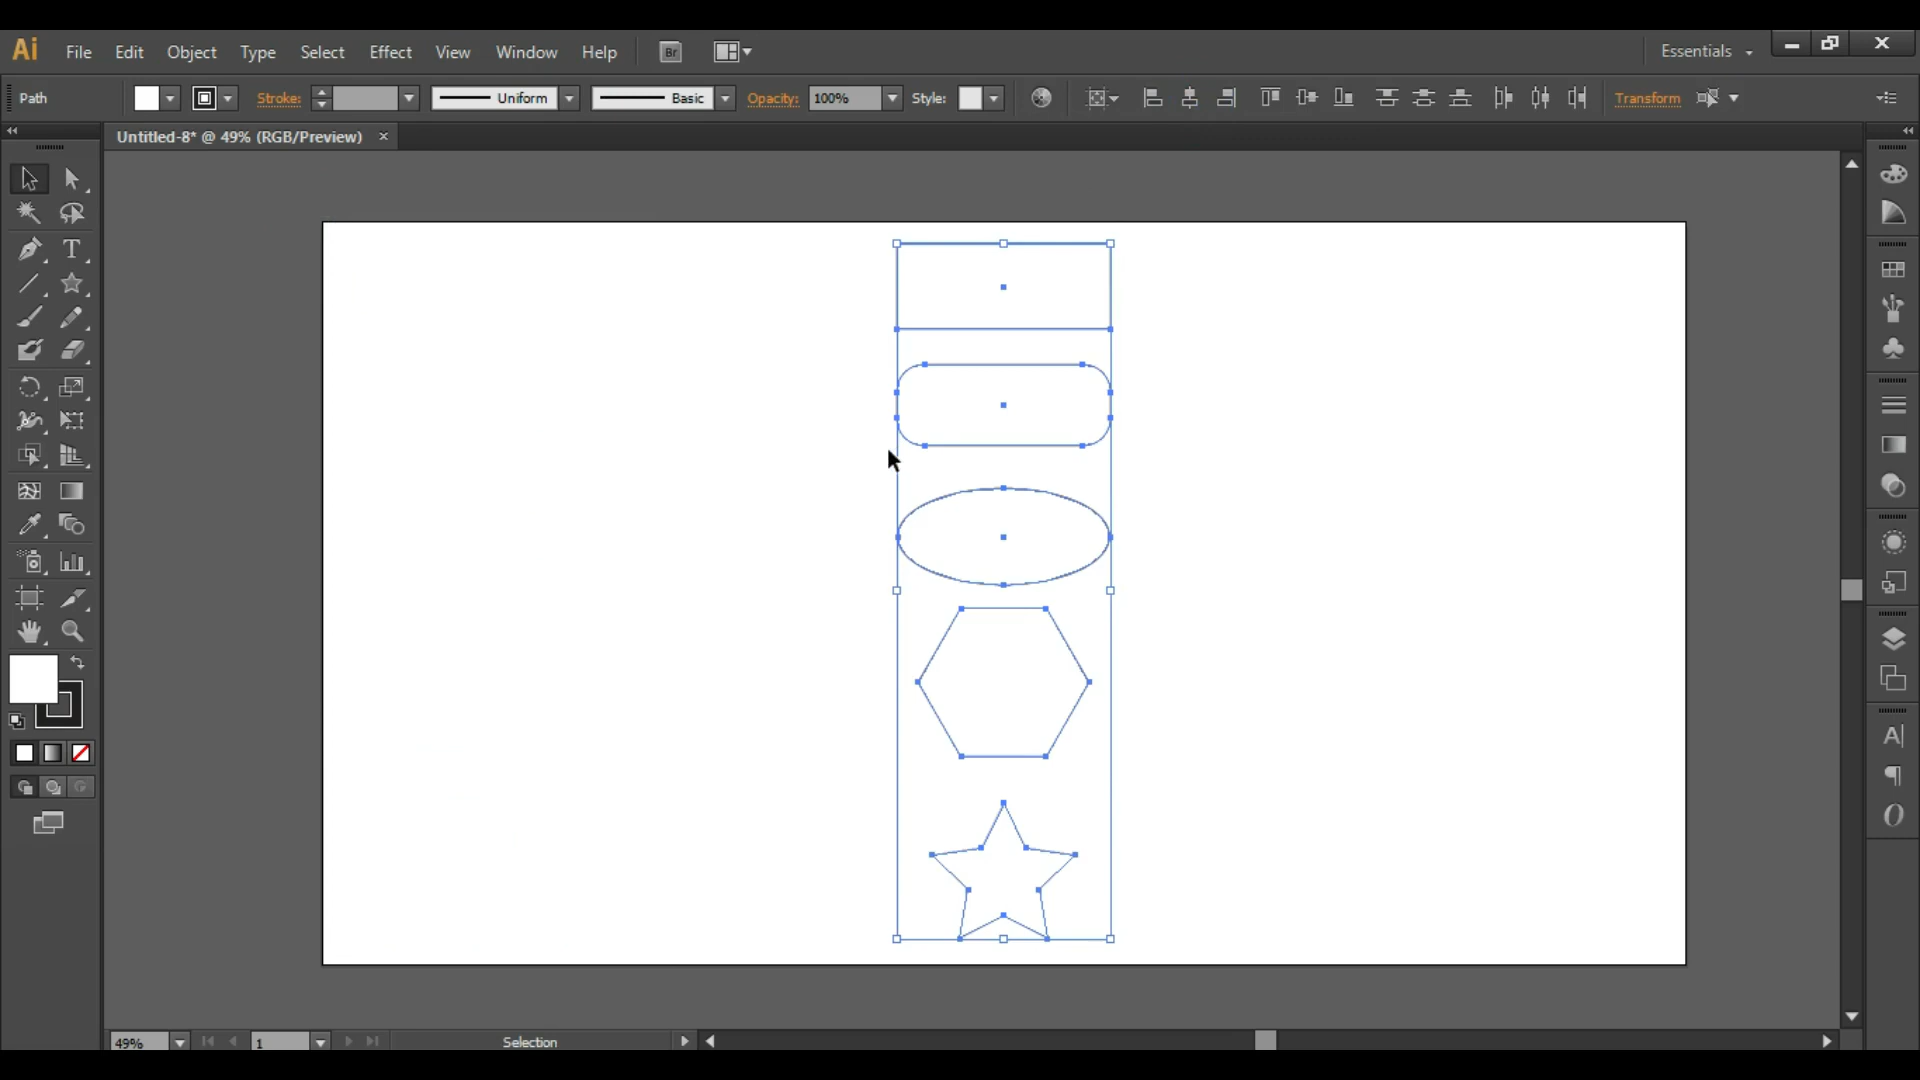 Ai File Edit Object Type Select Effect View Window Help Br Essentials
Path Stroke: Uniform Basic Opacity: 100% Style: Transform
Untitled-8* @ 49% (RGB/Preview)
49% 1 Selection